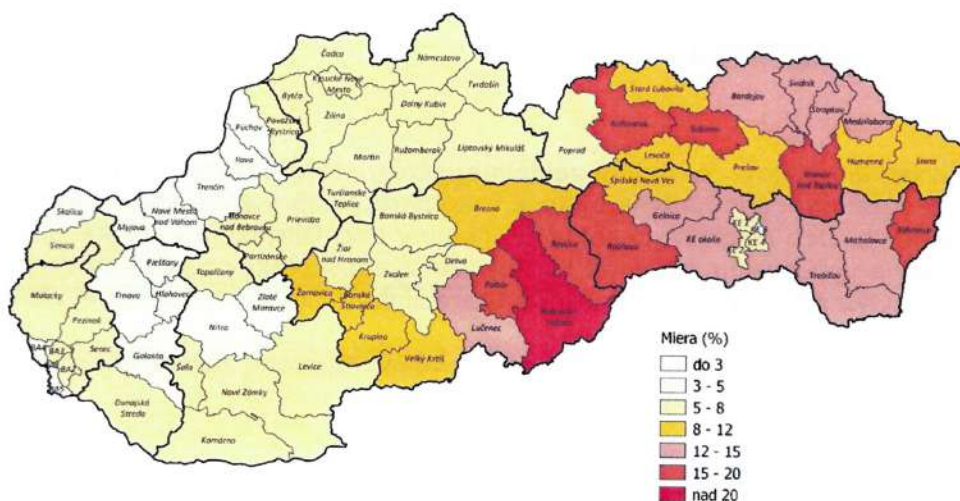 Čadca
Námestovo
Kysucké Nové
Mesto
Tvrdošín
Bytča
Dolný Kubín
Žilina
Považská
Bystrica
Púchov
Ilava
Martin
Ružomberok
Liptovský Mikuláš
Poprad
Stará Ľubovňa
Kežmarok
Sabinov
Levoča
Bardejov
Svidník
Stropkov
Medzilaborce
Prešov
Vranov
nad Topľou
Humenné
Snina
Trenčín
Turčianske
Teplice
Prievidza
Bánovce
nad Bebravou
Partizánske
Nové Mesto
nad Váhom
Myjava
Skalica
Senica
Banská Bystrica
Brezno
Spišská Nová Ves
Gelnica
Rožňava
Revúca
KE okolie
Michalovce
Sobrance
Trebišov
Žiar
nad Hronom
Zvolen
Detva
Poltár
Rimavská
Sobota
Lučenec
Žarnovica
Banská
Štiavnica
Krupina
Veľký Krtíš
Topoľčany
Piešťany
Hlohovec
Trnava
Zlaté
Moravce
Nitra
Malacky
Pezinok
Senec
Galanta
Šaľa
Levice
Dunajská
Streda
Nové Zámky
Komárno
Miera (%)
do 3
3 - 5
5 - 8
8 - 12
12 - 15
15 - 20
nad 20